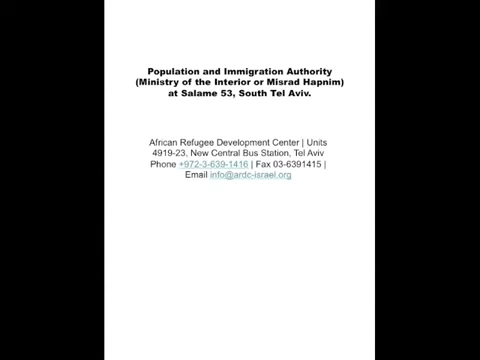 Population and Immigration Authority
(Ministry of the Interior or Misrad Hapnim)
at Salame 53, South Tel Aviv.
African Refugee Development Center | Units
4919-23, New Central Bus Station, Tel Aviv
Phone +972-3-639-1416 | Fax 03-6391415 |
Email info@ardc-israel.org